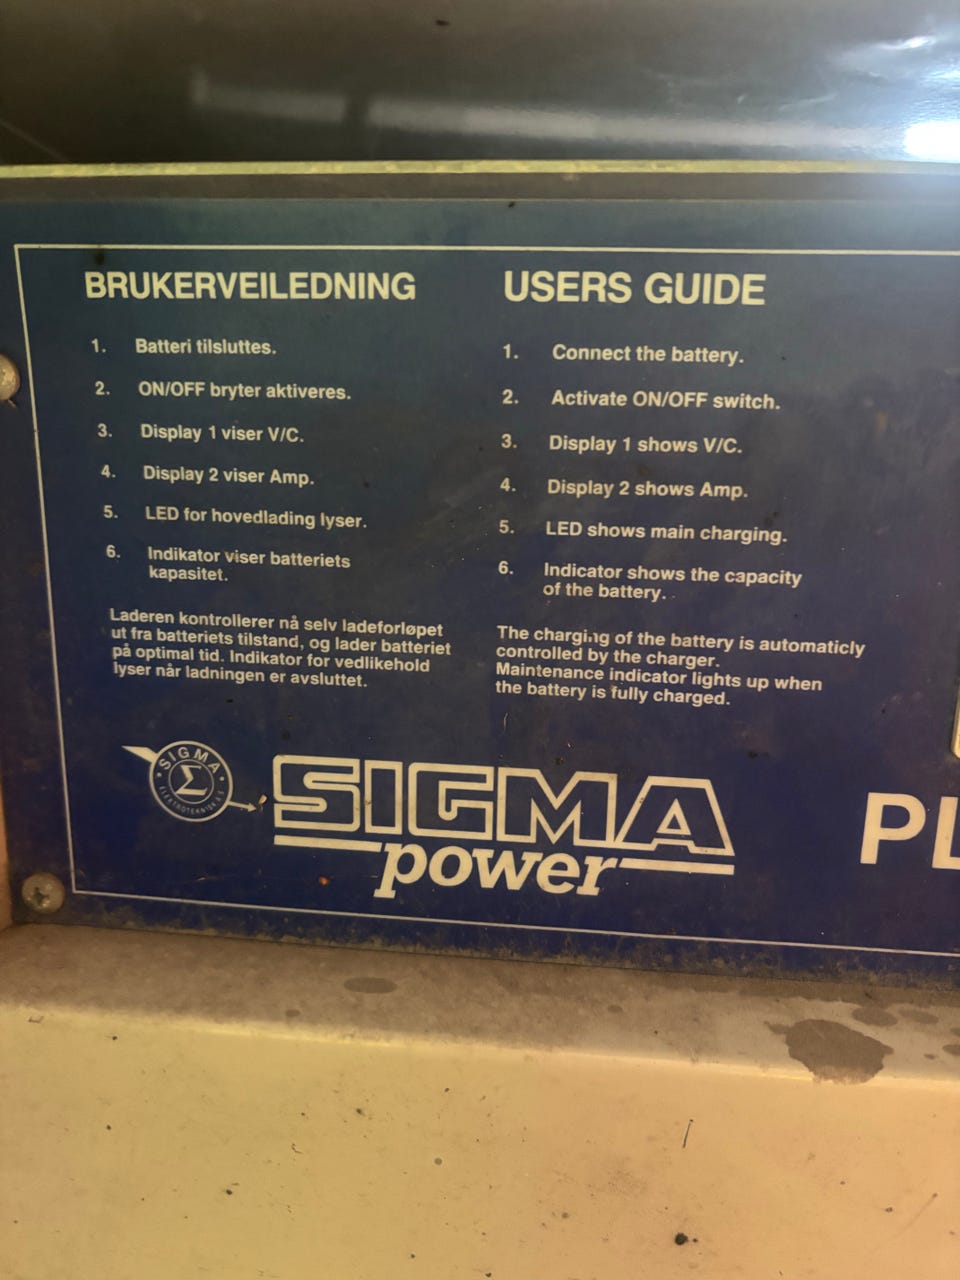 BRUKERVEILEDNING
1. Batteri tilsluttes.
2. ON/OFF bryter aktiveres.
3. Display 1 viser V/C.
4. Display 2 viser Amp.
5. LED for hovedlading lyser.
6. Indikator viser batteriets
kapasitet.
Laderen kontrollerer nå selv ladeforløpet
ut fra batteriets tilstand, og lader batteriet
på optimal tid. Indikator for vedlikehold
lyser når ladningen er avsluttet.
USERS GUIDE
1. Connect the battery.
2. Activate ON/OFF switch.
3. Display 1 shows V/C.
4. Display 2 shows Amp.
5. LED shows main charging.
6. Indicator shows the capacity
of the battery.
The charging of the battery is automaticly
controlled by the charger.
Maintenance indicator lights up when
the battery is fully charged.
SIGMA
Σ
ELEKTROTEKNISK A.S
SIGMA
power
PL